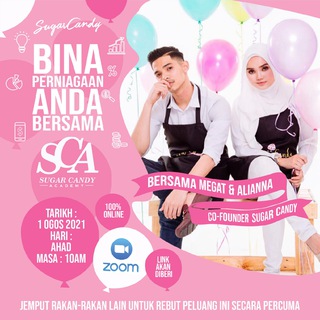 SugarCandy
BINA
PERNIAGAAN
ANDA
BERSAMA
SCA
SUGAR CANDY
ACADEMY
TARIKH :
1 OGOS 2021
HARI :
AHAD
MASA : 10AM
100%
ONLINE
zoom
LINK
AKAN
DIBERI
BERSAMA MEGAT & ALIANNA
CO-FOUNDER SUGAR CANDY
JEMPUT RAKAN-RAKAN LAIN UNTUK REBUT PELUANG INI SECARA PERCUMA